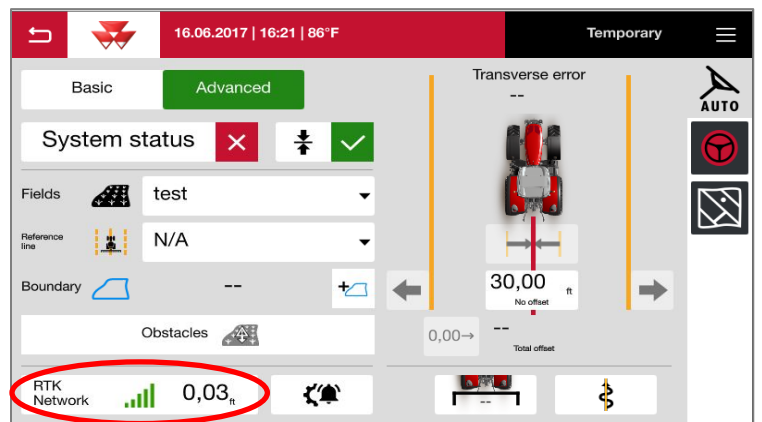 16.06.2017 | 16:21 | 86°F
Temporary
Basic
Advanced
System status
Fields
test
Reference
line
N/A
Boundary
--
Obstacles
RTK
Network
0,03 ft
Transverse error
--
30,00 ft
No offset
0,00→
--
Total offset
--
AUTO